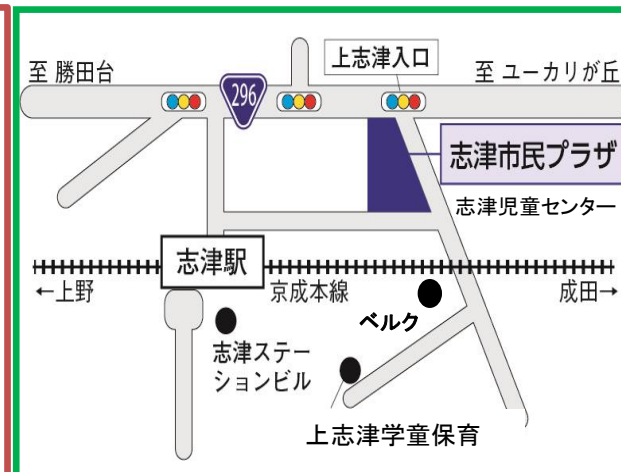 上志津入口
至 勝田台
至 ユーカリが丘
296
志津市民プラザ
志津児童センター
志津駅
←上野
京成本線
成田→
ベルク
志津ステー
ションビル
上志津学童保育